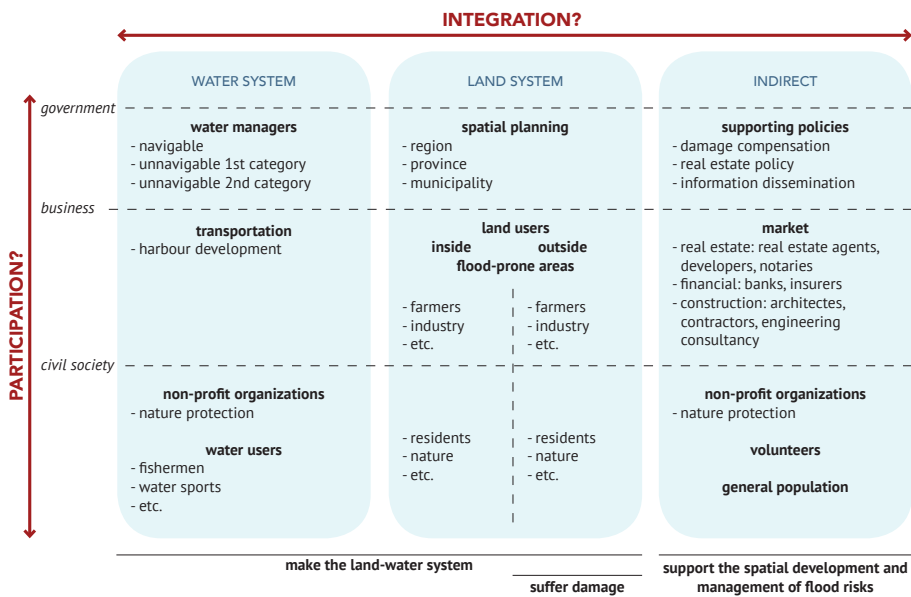 INTEGRATION?
PARTICIPATION?
WATER SYSTEM
LAND SYSTEM
INDIRECT
government
water managers
- navigable
- unnavigable 1st category
- unnavigable 2nd category
spatial planning
- region
- province
- municipality
supporting policies
- damage compensation
- real estate policy
- information dissemination
business
transportation
- harbour development
land users
inside outside
flood-prone areas
- farmers
- industry
- etc.
- farmers
- industry
- etc.
market
- real estate: real estate agents,
developers, notaries
- financial: banks, insurers
- construction: architectes,
contractors, engineering
consultancy
civil society
non-profit organizations
- nature protection
water users
- fishermen
- water sports
- etc.
- residents
- nature
- etc.
- residents
- nature
- etc.
non-profit organizations
- nature protection
volunteers
general population
make the land-water system
suffer damage
support the spatial development and
management of flood risks